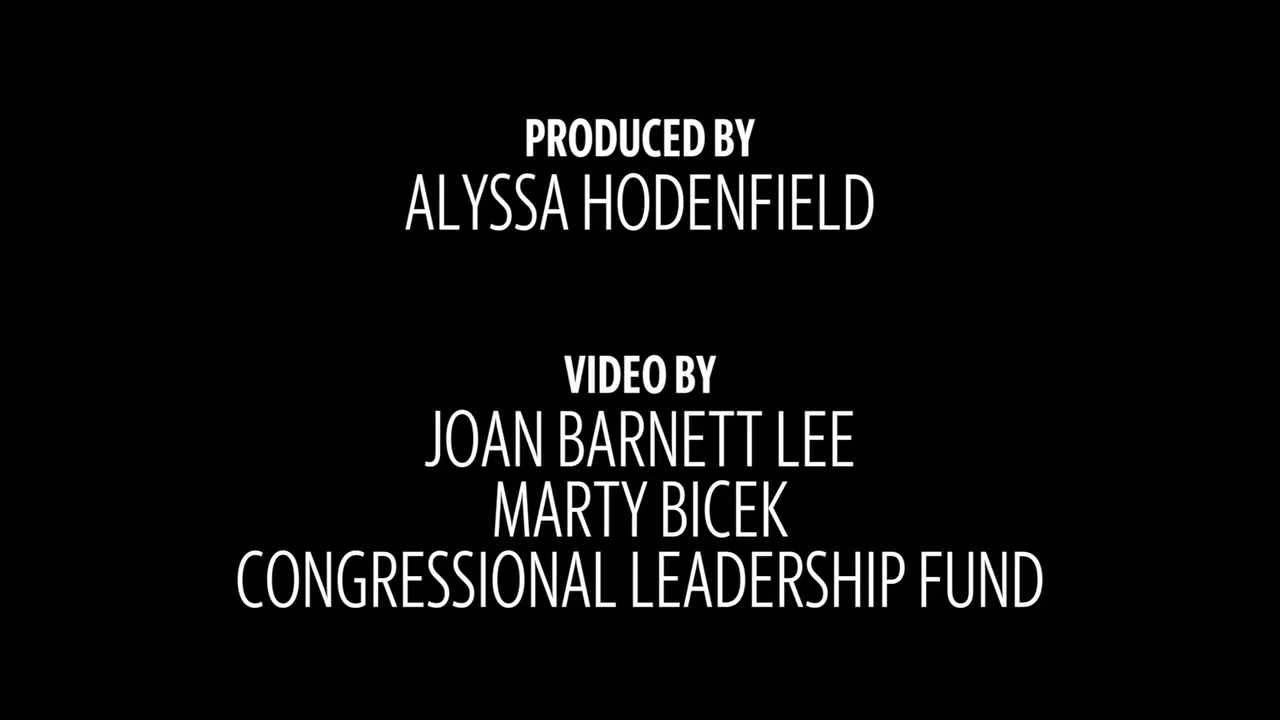 PRODUCED BY
ALYSSA HODENFIELD
VIDEO BY
JOAN BARNETT LEE
MARTY BICEK
CONGRESSIONAL LEADERSHIP FUND